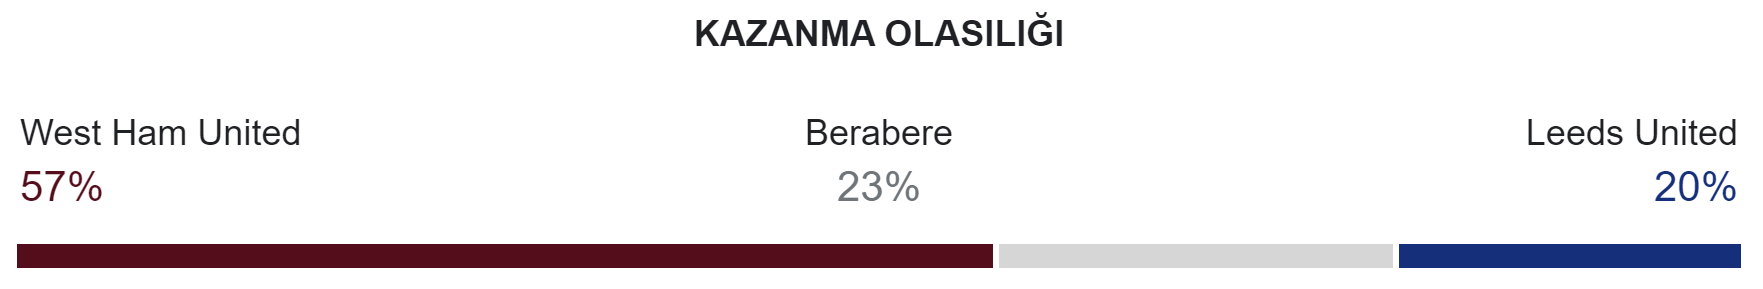 KAZANMA OLASILIĞI
West Ham United Berabere Leeds United
57% 23% 20%